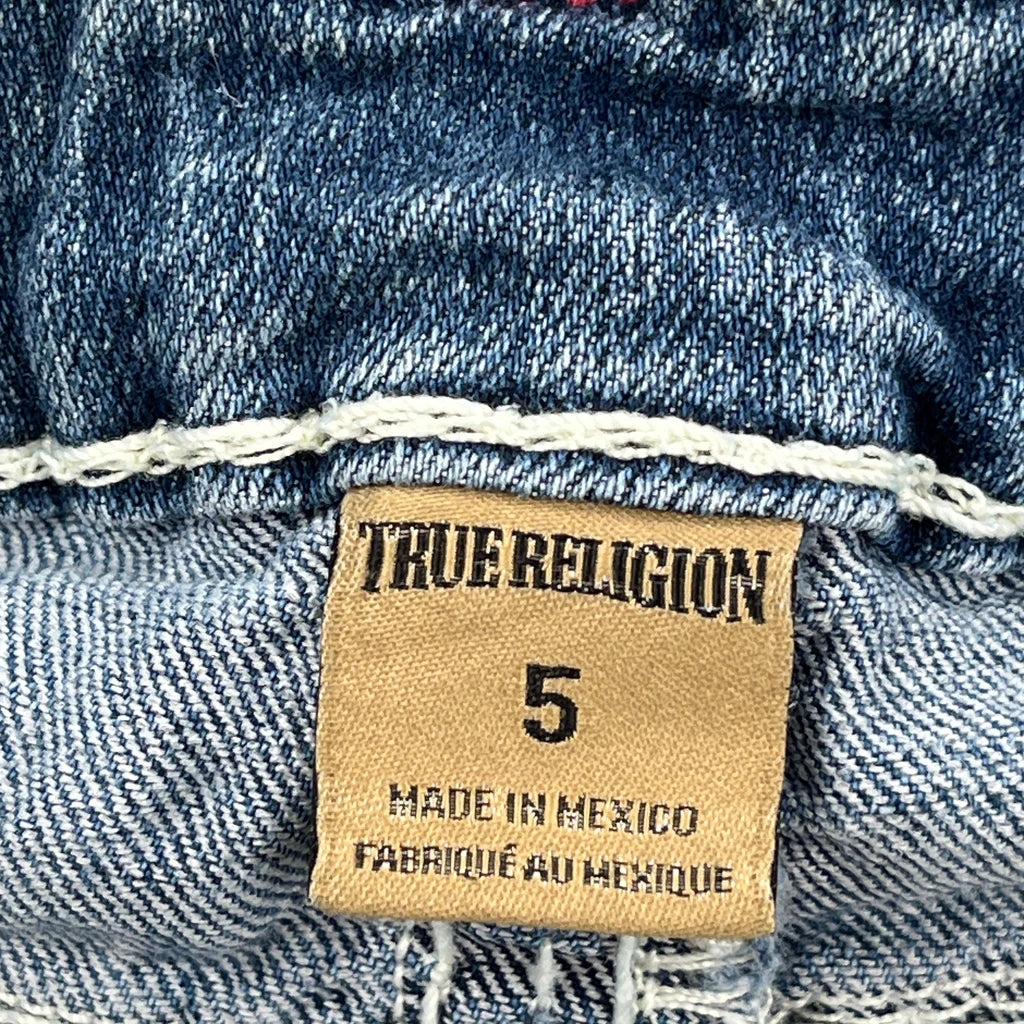 TRUE RELIGION
5
MADE IN MEXICO
FABRIQUÉ AU MEXIQUE